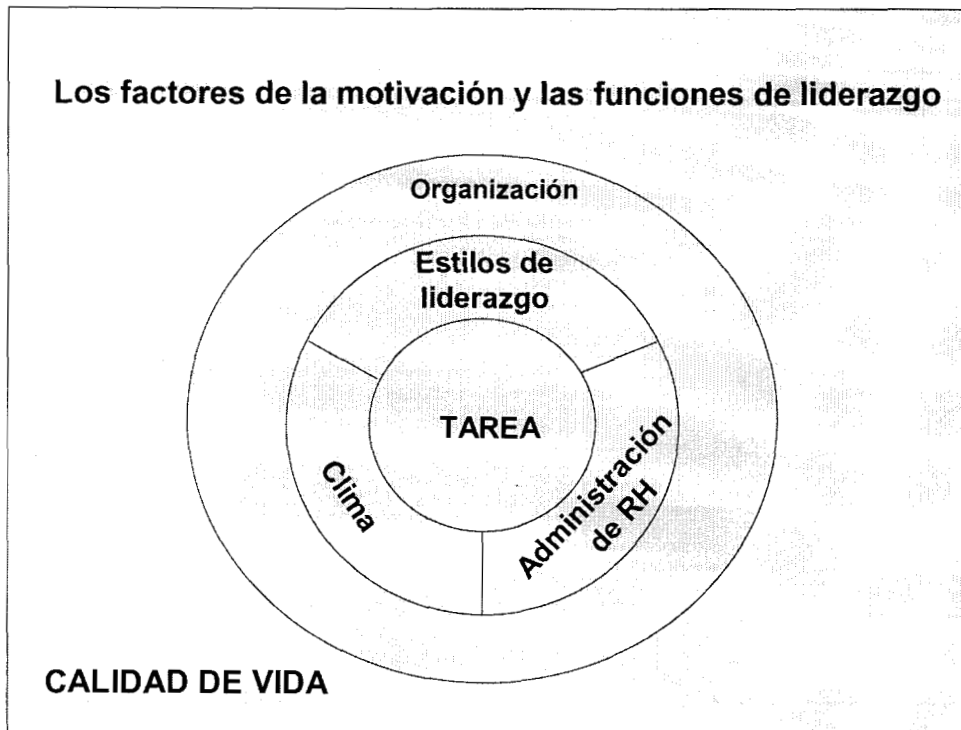 Los factores de la motivación y las funciones de liderazgo
Organización
Estilos de
liderazgo
TAREA
Clima
Administración
de RH
CALIDAD DE VIDA